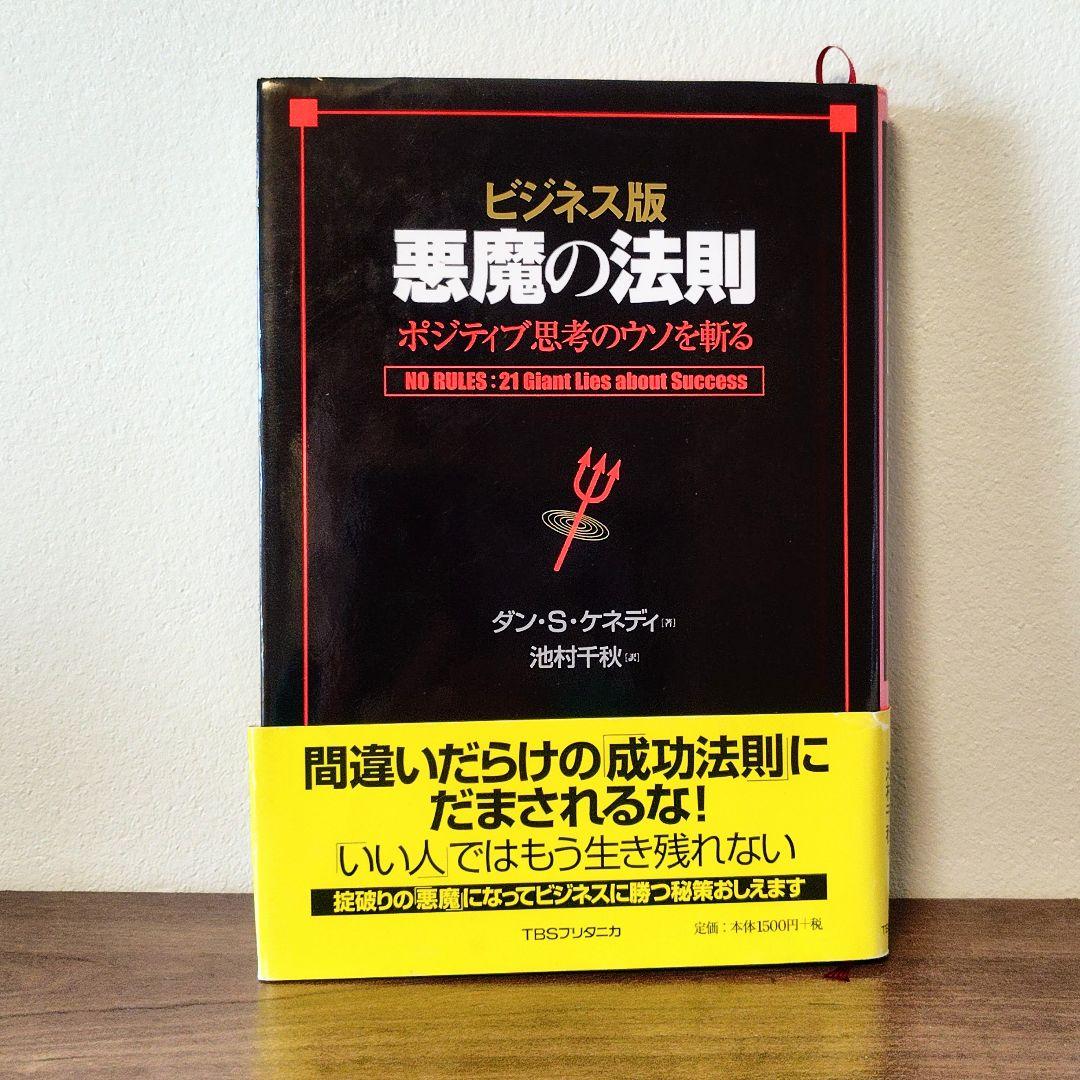 ビジネス版
悪魔の法則
ポジティブ思考のウソを斬る
NO RULES : 21 Giant Lies about Success
ダン・S・ケネディ[著]
池村千秋[訳]
間違いだらけの「成功法則」に
だまされるな!
「いい人」ではもう生き残れない
掟破りの「悪魔」になってビジネスに勝つ秘策おしえます
TBSブリタニカ
定価:本体1500円+税